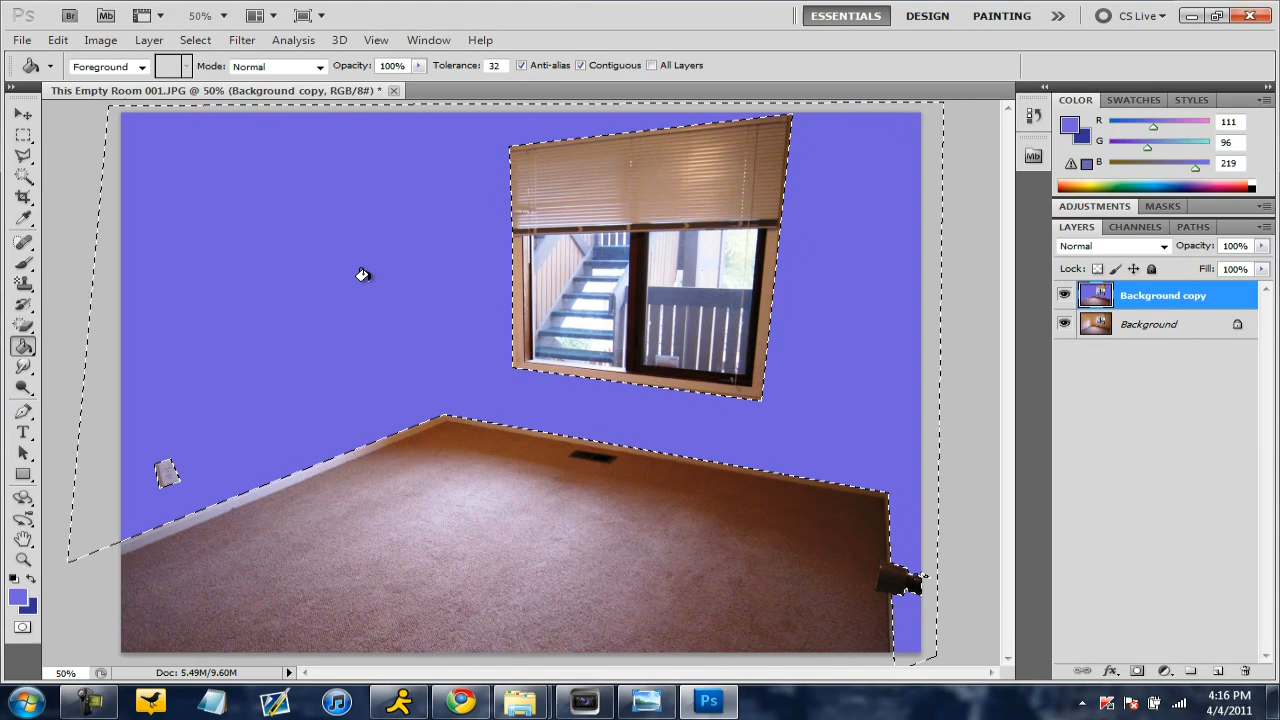 Ps Br Mb 50% ESSENTIALS DESIGN PAINTING CS Live
File Edit Image Layer Select Filter Analysis 3D View Window Help
Foreground Mode: Normal Opacity: 100% Tolerance: 32 Anti-alias Contiguous All Layers
This Empty Room 001.JPG @ 50% (Background copy, RGB/8#) *
COLOR SWATCHES STYLES
R 111
G 96
B 219
Mb
ADJUSTMENTS MASKS
LAYERS CHANNELS PATHS
Normal Opacity: 100%
Lock: Fill: 100%
Background copy
Background
T
50% Doc: 5.49M/9.60M
fx
Ps
4:16 PM
4/4/2011